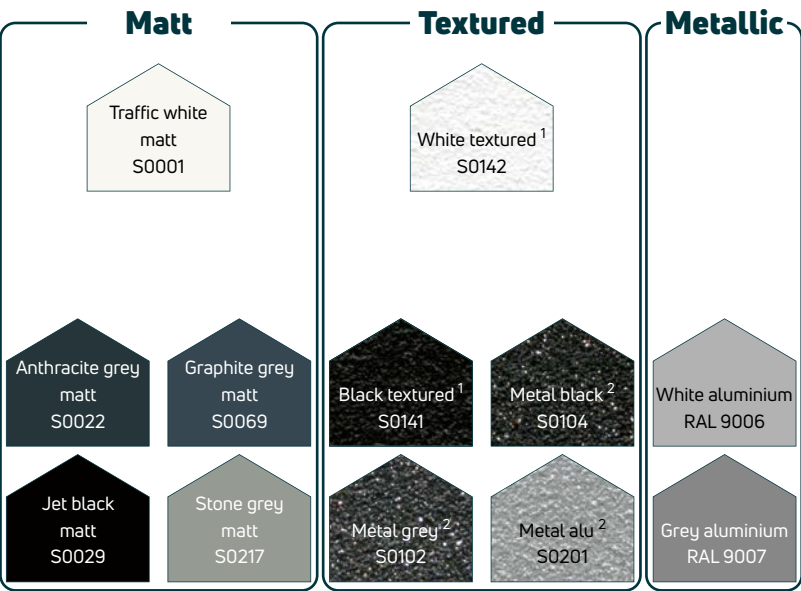 Matt
Traffic white
matt
S0001
Anthracite grey
matt
S0022
Graphite grey
matt
S0069
Jet black
matt
S0029
Stone grey
matt
S0217
Textured
White textured 1
S0142
Black textured 1
S0141
Metal black 2
S0104
Metal grey 2
S0102
Metal alu 2
S0201
Metallic
White aluminium
RAL 9006
Grey aluminium
RAL 9007